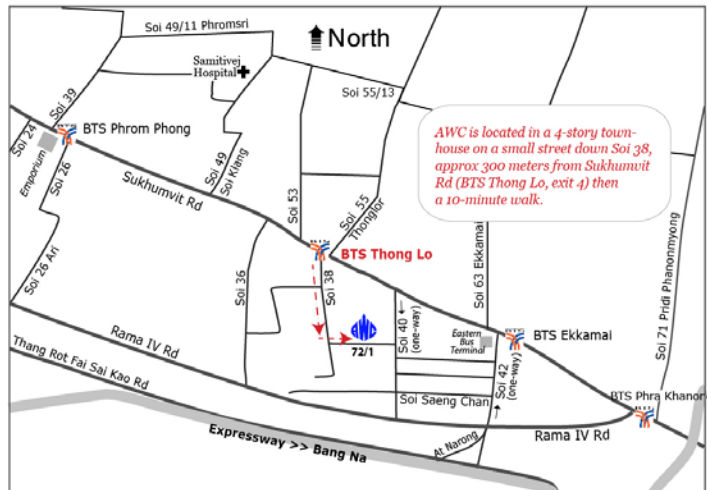 Soi 49/11 Phromsri
North
Samitivej
Hospital
Soi 55/13
Soi 39
Soi 24
BTS Phrom Phong
Emporium
Soi 26
Soi 49
Soi Klang
Sukhumvit Rd
Soi 53
Soi 55
Thonglor
AWC is located in a 4-story town-
house on a small street down Soi 38,
approx 300 meters from Sukhumvit
Rd (BTS Thong Lo, exit 4) then
a 10-minute walk.
BTS Thong Lo
Soi 26 Ari
Soi 36
Soi 38
Soi 63 Ekkamai
Soi 71 Pridi Phanonmyong
AWC
72/1
Soi 40
(one-way)
Eastern
Bus
Terminal
BTS Ekkamai
Rama IV Rd
Thang Rot Fai Sai Kao Rd
Soi 42
(one-way)
Soi Saeng Chan
BTS Phra Khanon
Rama IV Rd
At Narong
Expressway >> Bang Na